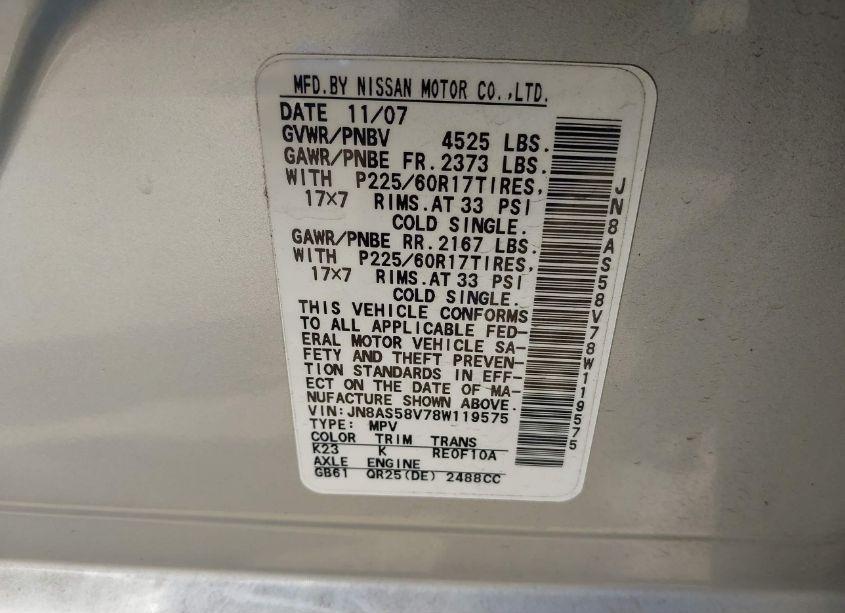 MFD.BY NISSAN MOTOR CO.,LTD.
DATE 11/07
GVWR/PNBV 4525 LBS.
GAWR/PNBE FR. 2373 LBS.
WITH P225/60R17TIRES,
17×7 RIMS.AT 33 PSI
COLD SINGLE.
GAWR/PNBE RR. 2167 LBS.
WITH P225/60R17TIRES,
17×7 RIMS.AT 33 PSI
COLD SINGLE.
THIS VEHICLE CONFORMS
TO ALL APPLICABLE FED-
ERAL MOTOR VEHICLE SA-
FETY AND THEFT PREVEN-
TION STANDARDS IN EFF-
ECT ON THE DATE OF MA-
NUFACTURE SHOWN ABOVE.
VIN:JN8AS58V78W119575
TYPE: MPV
COLOR TRIM TRANS
K23 K RE0F10A
AXLE ENGINE
GB61 QR25(DE) 2488CC
JN8AS58V78W119575